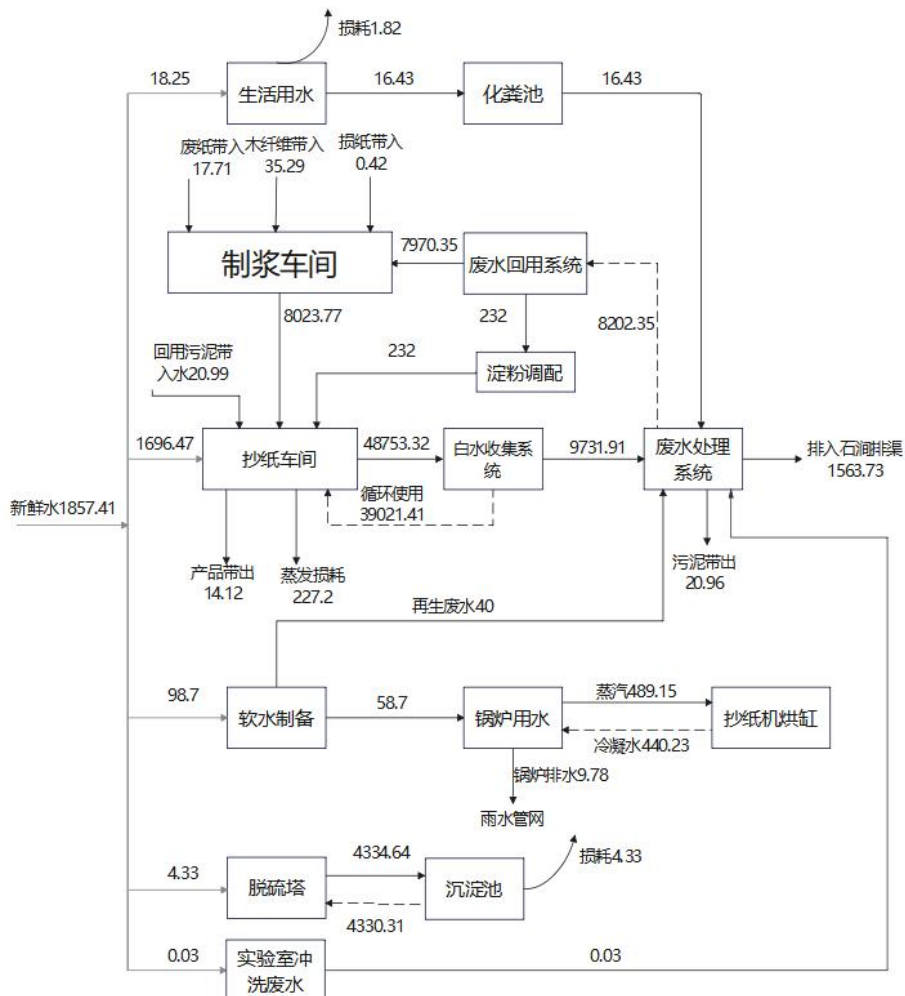 损耗1.82
18.25
生活用水
16.43
化粪池
16.43
废纸带入
17.71
木纤维带入
35.29
损纸带入
0.42
制浆车间
7970.35
废水回用系统
8023.77
232
8202.35
回用污泥带
入水20.99
232
淀粉调配
1696.47
抄纸车间
48753.32
白水收集系
统
9731.91
废水处理
系统
排入石涧排渠
1563.73
循环使用
39021.41
新鲜水1857.41
产品带出
14.12
蒸发损耗
227.2
污泥带出
20.96
再生废水40
98.7
软水制备
58.7
锅炉用水
蒸汽489.15
冷凝水440.23
抄纸机烘缸
锅炉排水9.78
雨水管网
4.33
脱硫塔
4334.64
4330.31
沉淀池
损耗4.33
0.03
实验室冲
洗废水
0.03